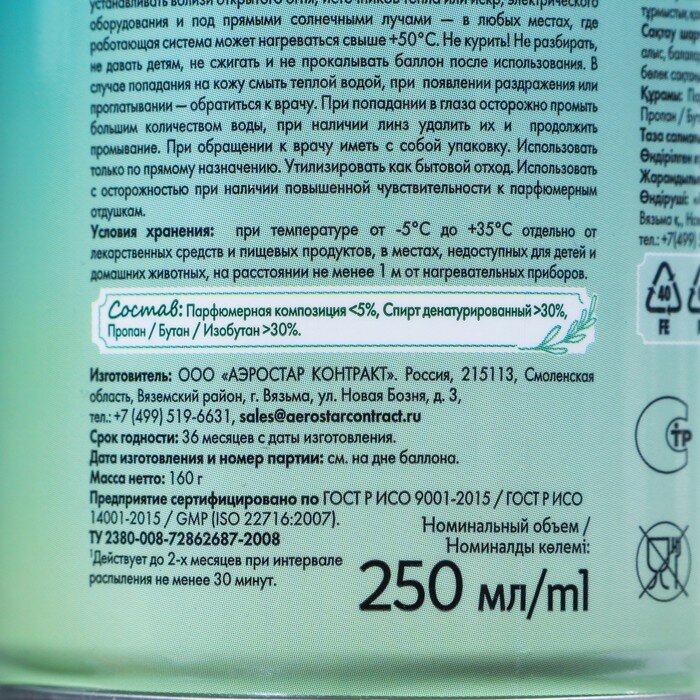 устанавливать вблизи открытого огня, источников тепла или искр, электрического
оборудования и под прямыми солнечными лучами — в любых местах, где
работающая система может нагреваться свыше +50°С. Не курить! Не разбирать,
не давать детям, не сжигать и не прокалывать баллон после использования. В
случае попадания на кожу смыть теплой водой, при появлении раздражения или
проглатывании – обратиться к врачу. При попадании в глаза осторожно промыть
большим количеством воды, при наличии линз удалить их и продолжить
промывание. При обращении к врачу иметь с собой упаковку. Использовать
только по прямому назначению. Утилизировать как бытовой отход. Использовать
с осторожностью при наличии повышенной чувствительности к парфюмерным
отдушкам.
Условия хранения: при температуре от -5°С до +35°С отдельно от
лекарственных средств и пищевых продуктов, в местах, недоступных для детей и
домашних животных, на расстоянии не менее 1 м от нагревательных приборов.
Состав: Парфюмерная композиция <5%, Спирт денатурированный >30%,
Пропан / Бутан / Изобутан >30%.
Изготовитель: ООО «АЭРОСТАР КОНТРАКТ». Россия, 215113, Смоленская
область, Вяземский район, г. Вязьма, ул. Новая Бозня, д. 3,
тел.: +7 (499) 519-6631, sales@aerostarcontract.ru
Срок годности: 36 месяцев с даты изготовления.
Дата изготовления и номер партии: см. на дне баллона.
Масса нетто: 160 г
Предприятие сертифицировано по ГОСТ Р ИСО 9001-2015 / ГОСТ Р ИСО
14001-2015 / GMP (ISO 22716:2007).
ТУ 2380-008-72862687-2008
¹Действует до 2-х месяцев при интервале
распыления не менее 30 минут.
Номинальный объем /
Номиналды көлемі:
250 мл/ml
тұрмыстық
Сақтау шарт
алыс, балалар
бөлек сақта
Құрамы: Па
Пропан / Бут
Таза салмағ
Өндірілген
Жарамдылы
Өндіруші: «
Вязьма қ., Но
тел.: +7(499)
40
FE
СТР